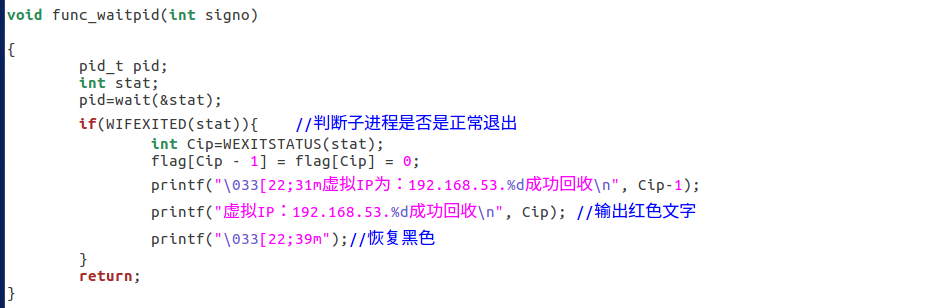 void func_waitpid(int signo)
{
        pid_t pid;
        int stat;
        pid=wait(&stat);
        if(WIFEXITED(stat)){    //判断子进程是否是正常退出
                int Cip=WEXITSTATUS(stat);
                flag[Cip - 1] = flag[Cip] = 0;
                printf("\033[22;31m虚拟IP为：192.168.53.%d成功回收\n", Cip-1);
                printf("虚拟IP：192.168.53.%d成功回收\n", Cip); //输出红色文字
                printf("\033[22;39m");//恢复黑色
        }
        return;
}